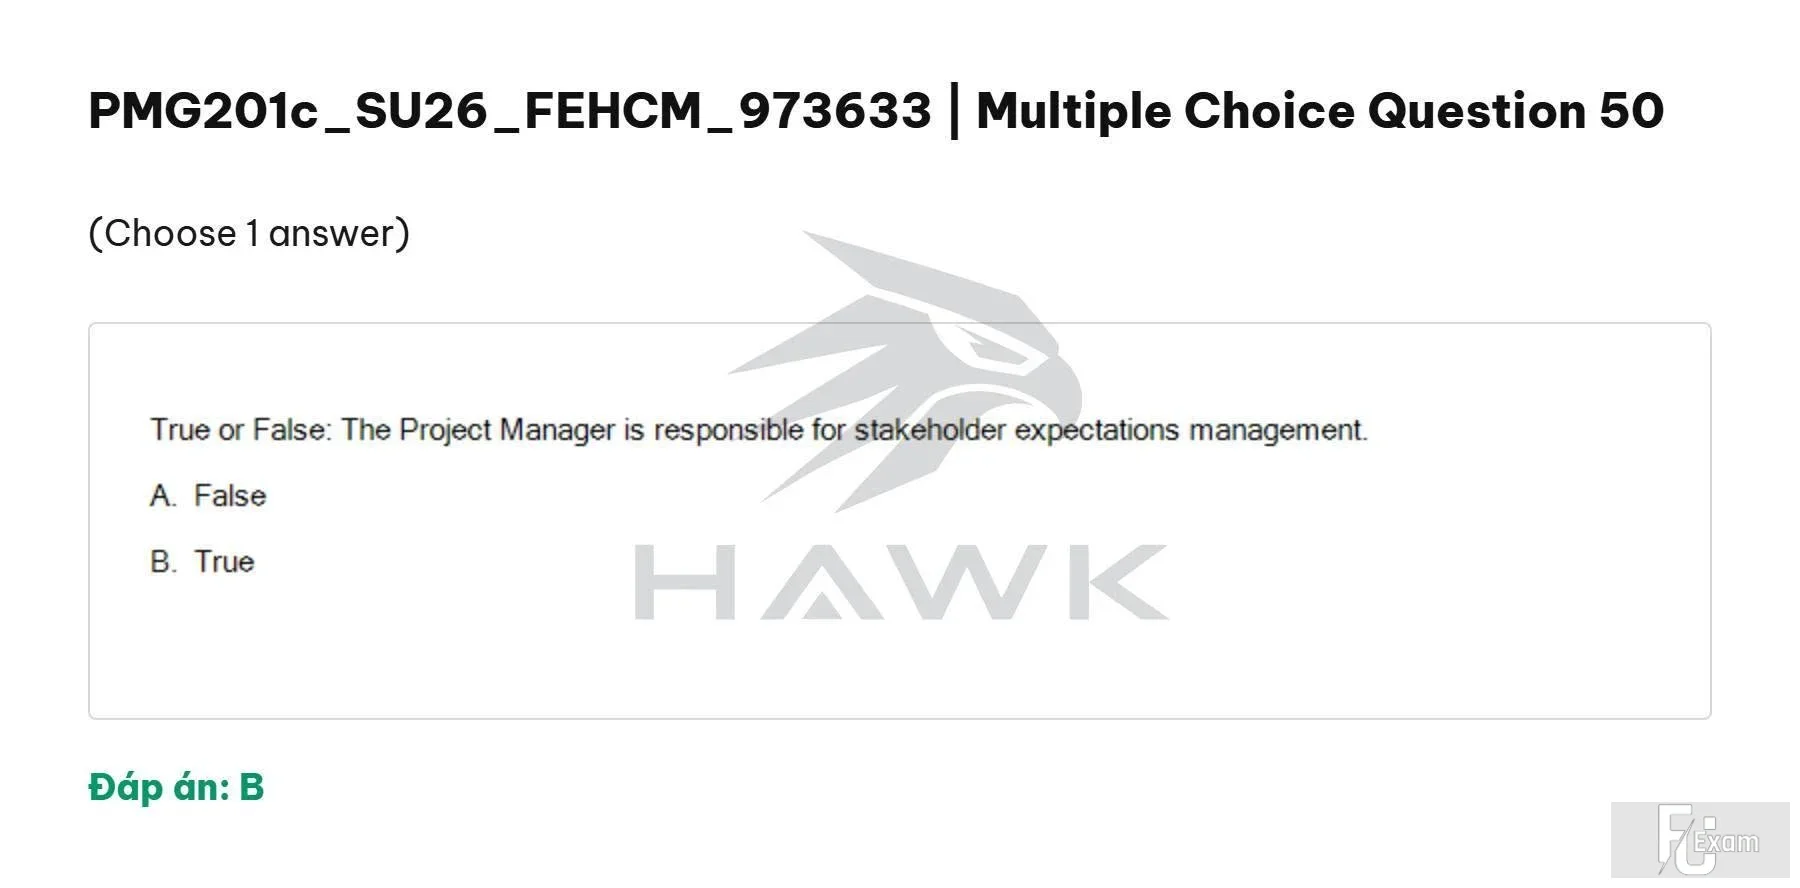 PMG201c_SU26_FEHCM_973633 | Multiple Choice Question 50
(Choose 1 answer)
True or False: The Project Manager is responsible for stakeholder expectations management.
A. False
B. True
HAWK
Đáp án: B
FU Exam